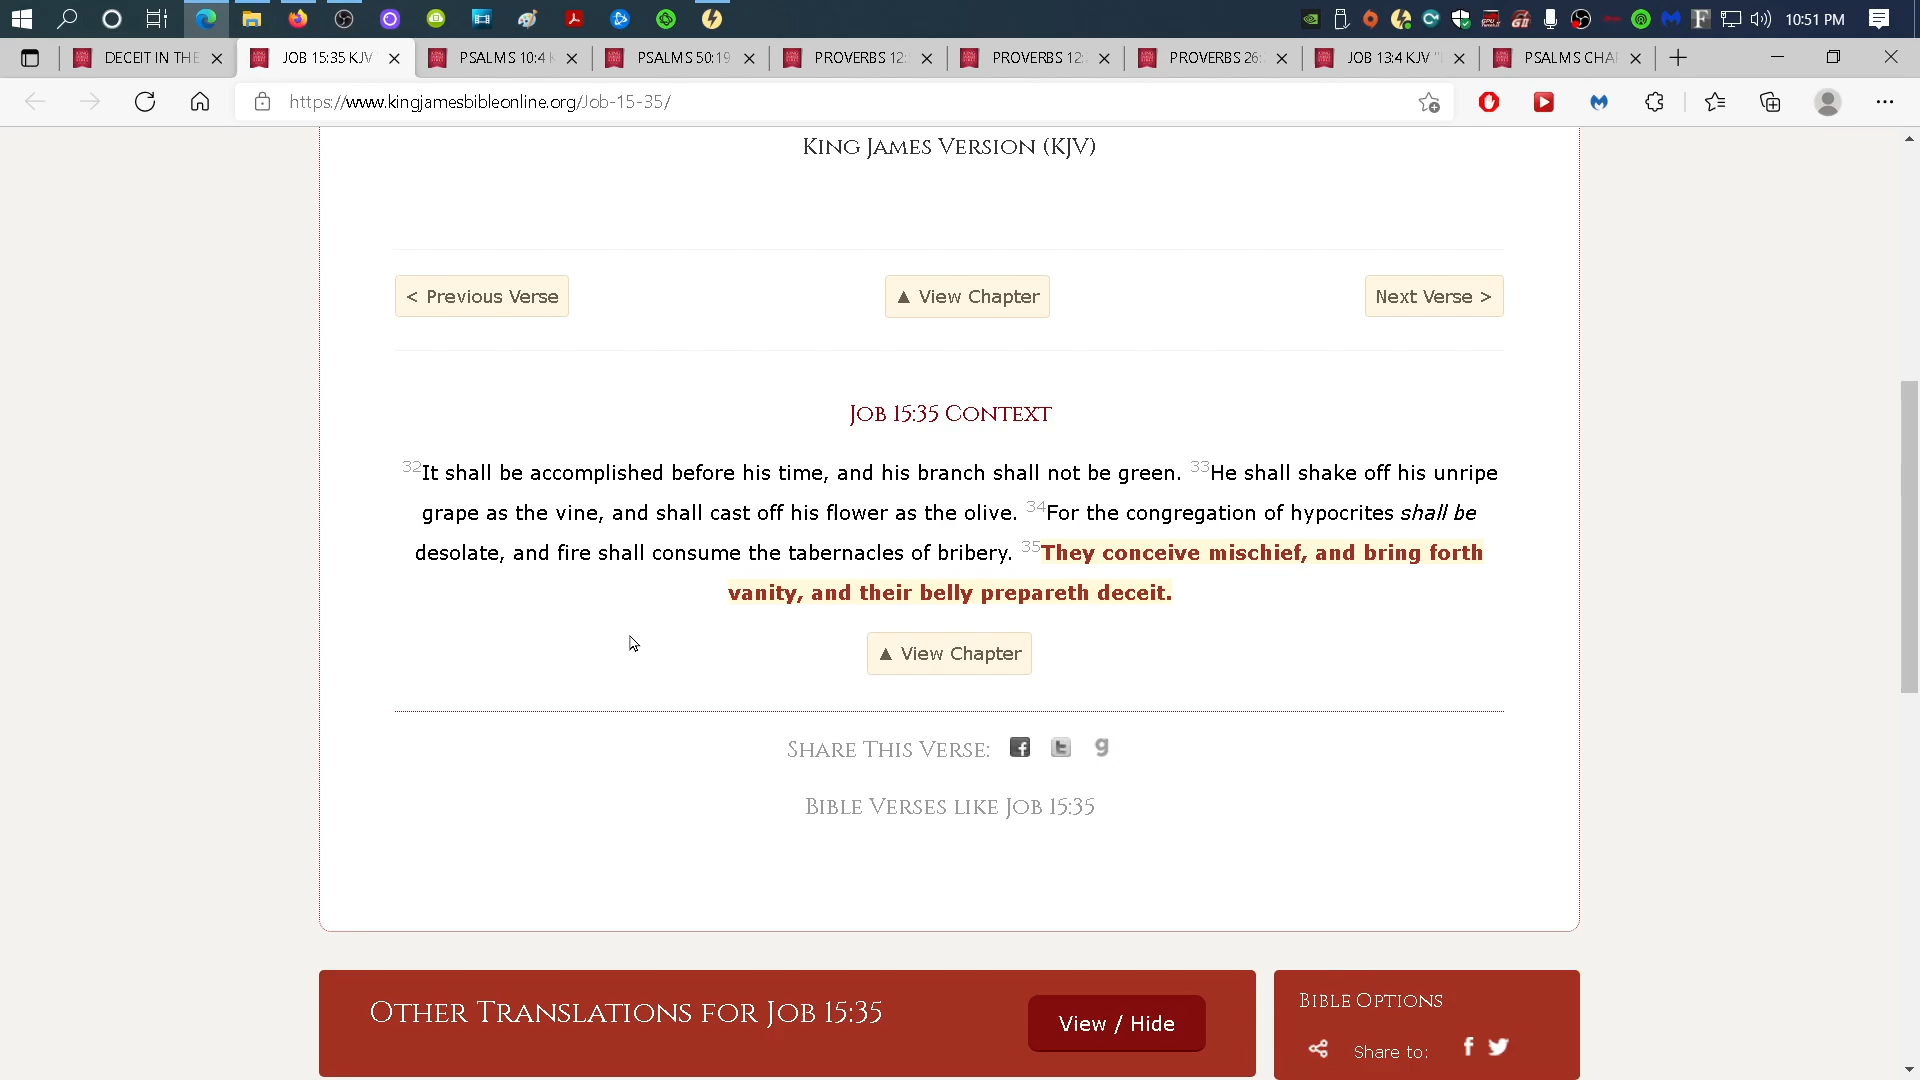 10:51 PM
DECEIT IN THE
JOB 15:35 KJV
PSALMS 10:4 K
PSALMS 50:19
PROVERBS 12:
PROVERBS 12:
PROVERBS 26:
JOB 13:4 KJV "
PSALMS CHAP
https://www.kingjamesbibleonline.org/Job-15-35/
King James Version (KJV)
< Previous Verse
▲ View Chapter
Next Verse >
Job 15:35 Context
32It shall be accomplished before his time, and his branch shall not be green. 33He shall shake off his unripe
grape as the vine, and shall cast off his flower as the olive. 34For the congregation of hypocrites shall be
desolate, and fire shall consume the tabernacles of bribery. 35They conceive mischief, and bring forth
vanity, and their belly prepareth deceit.
▲ View Chapter
Share This Verse:
Bible Verses like Job 15:35
Other Translations for Job 15:35
View / Hide
Bible Options
Share to: